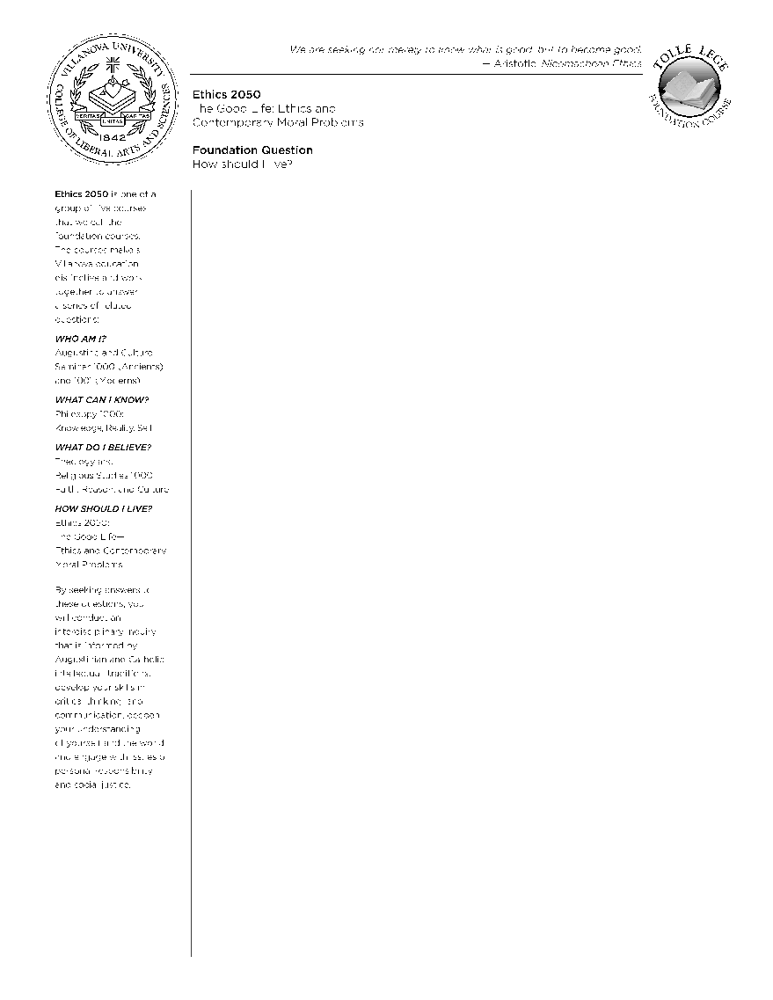 VILLANOVA UNIVERSITY
COLLEGE OF LIBERAL ARTS AND SCIENCES
VERITAS UNITAS CARITAS
1842
We are seeking not merely to know what is good, but to become good.
— Aristotle, Nicomachean Ethics
TOLLE LEGE
FOUNDATION COURSE
Ethics 2050
The Good Life: Ethics and
Contemporary Moral Problems
Foundation Question
How should I live?
Ethics 2050 is one of a
group of five courses
that we call the
foundation courses.
The courses make a
Villanova education
distinctive and work
together to answer
a series of related
questions:
WHO AM I?
Augustine and Culture
Seminar 1000 (Ancients)
and 1001 (Moderns)
WHAT CAN I KNOW?
Philosopy 1000:
Knowledge, Reality, Self
WHAT DO I BELIEVE?
Theology and
Religious Studies 1000
Faith, Reason, and Culture
HOW SHOULD I LIVE?
Ethics 2050:
The Good Life—
Ethics and Contemporary
Moral Problems
By seeking answers to
these questions, you
will conduct an
interdisciplinary inquiry
that is informed by
Augustinian and Catholic
intellectual traditions,
develop your skills in
critical thinking and
communication, deepen
your understanding
of yourself and the world
and engage with issues of
personal responsibility
and social justice.